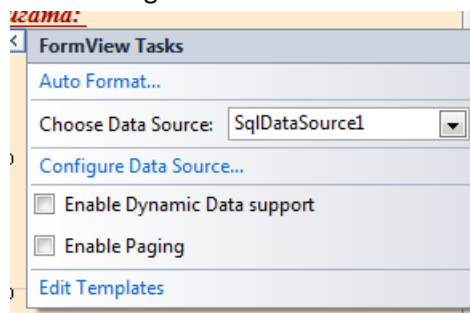 FormView Tasks
Auto Format...
Choose Data Source: SqlDataSource1
Configure Data Source...
Enable Dynamic Data support
Enable Paging
Edit Templates